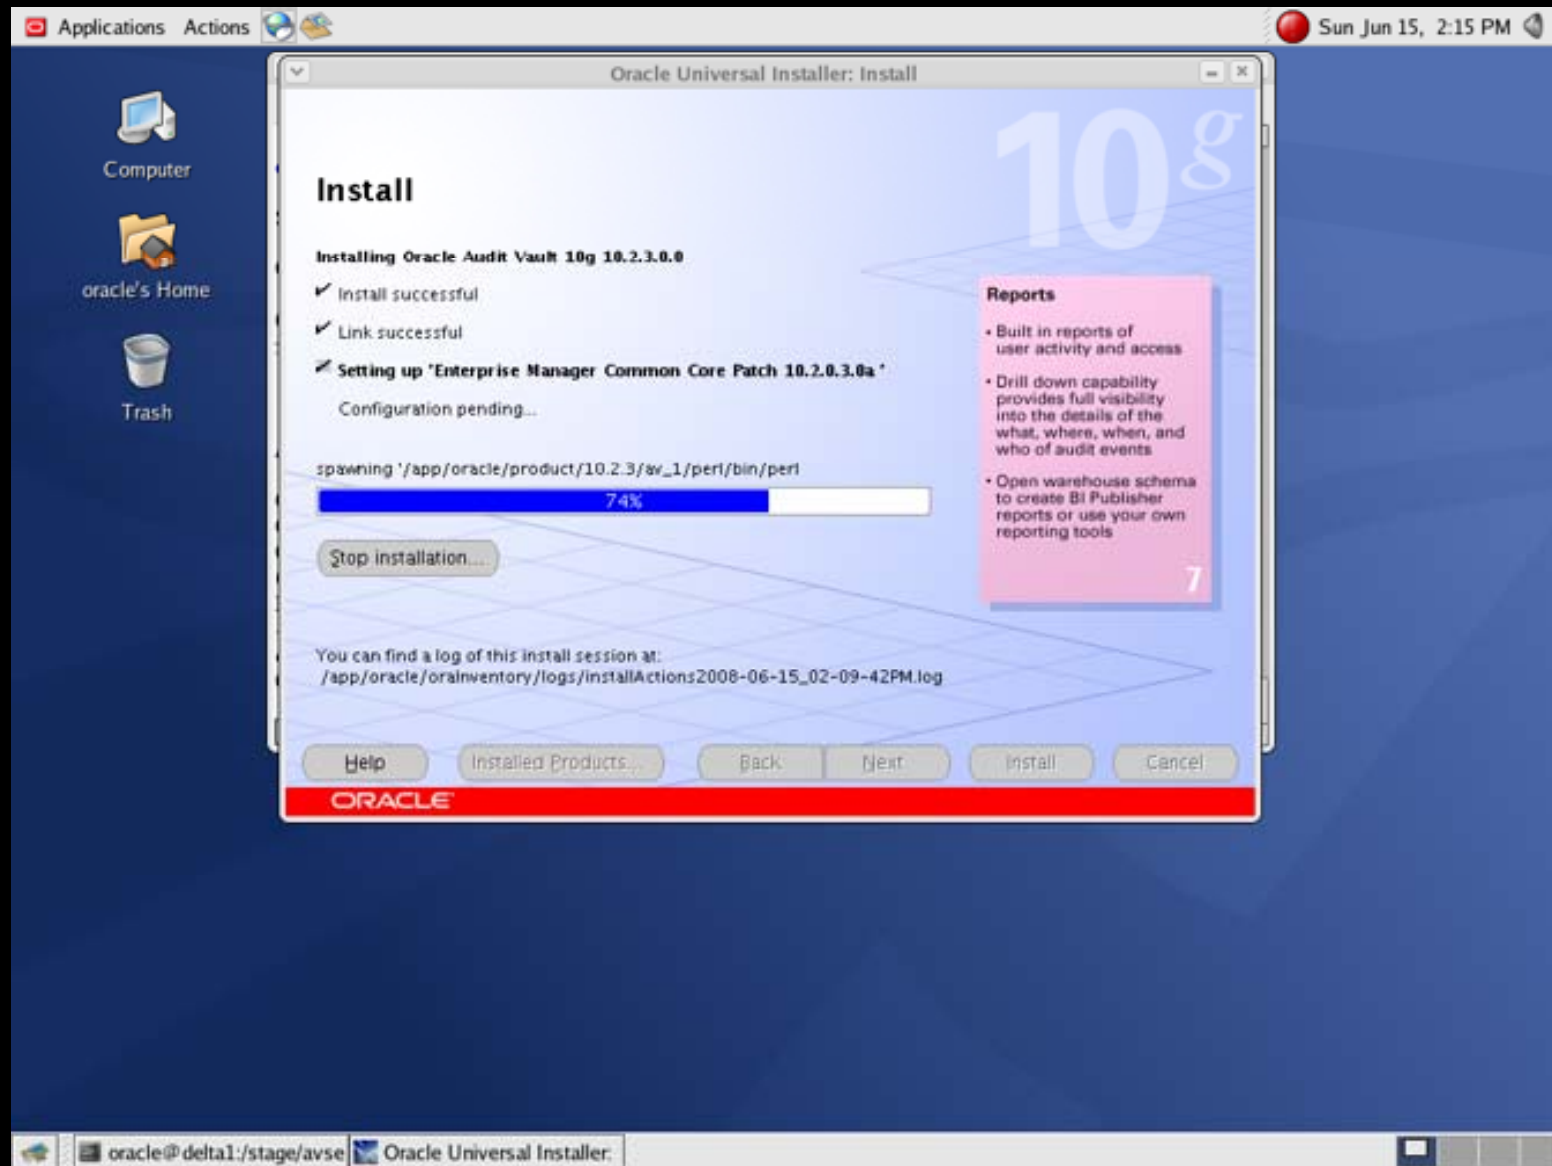 Applications Actions
Sun Jun 15, 2:15 PM
Computer
oracle's Home
Trash
Oracle Universal Installer: Install
10g
Install
Installing Oracle Audit Vault 10g 10.2.3.0.0
Install successful
Link successful
Setting up 'Enterprise Manager Common Core Patch 10.2.0.3.0a '
Configuration pending...
spawning '/app/oracle/product/10.2.3/av_1/perl/bin/perl
74%
Stop installation...
Reports
• Built in reports of
user activity and access
• Drill down capability
provides full visibility
into the details of the
what, where, when, and
who of audit events
• Open warehouse schema
to create BI Publisher
reports or use your own
reporting tools
7
You can find a log of this install session at:
/app/oracle/oraInventory/logs/installActions2008-06-15_02-09-42PM.log
Help Installed Products... Back Next Install Cancel
ORACLE
oracle@delta1:/stage/avse Oracle Universal Installer: